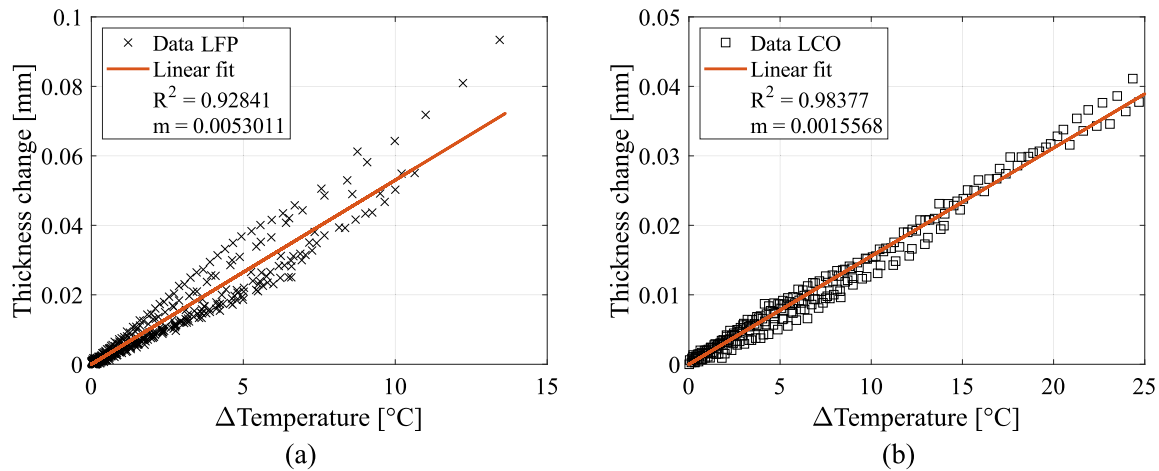 Thickness change [mm]
0.1
0.08
0.06
0.04
0.02
0
Data LFP
Linear fit
R² = 0.92841
m = 0.0053011
0 5 10 15
ΔTemperature [°C]
(a)
Thickness change [mm]
0.05
0.04
0.03
0.02
0.01
0
Data LCO
Linear fit
R² = 0.98377
m = 0.0015568
0 5 10 15 20 25
ΔTemperature [°C]
(b)